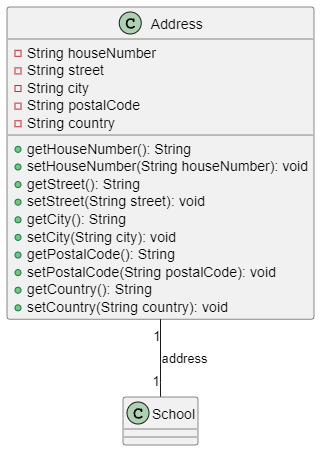 C Address
String houseNumber
String street
String city
String postalCode
String country
getHouseNumber(): String
setHouseNumber(String houseNumber): void
getStreet(): String
setStreet(String street): void
getCity(): String
setCity(String city): void
getPostalCode(): String
setPostalCode(String postalCode): void
getCountry(): String
setCountry(String country): void
1
address
1
C School